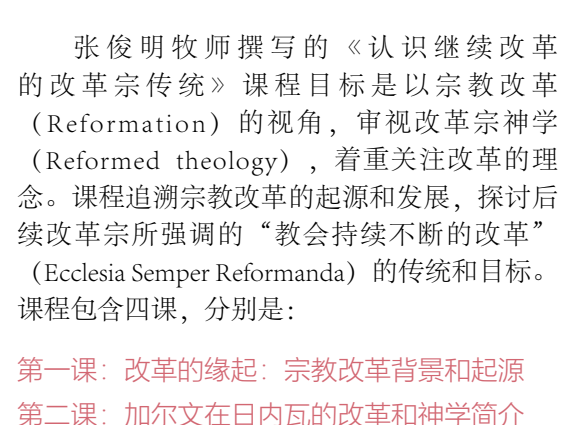 张俊明牧师撰写的《认识继续改革
的改革宗传统》课程目标是以宗教改革
（Reformation）的视角，审视改革宗神学
（Reformed theology），着重关注改革的理
念。课程追溯宗教改革的起源和发展，探讨后
续改革宗所强调的“教会持续不断的改革”
（Ecclesia Semper Reformanda）的传统和目标。
课程包含四课，分别是：
第一课：改革的缘起：宗教改革背景和起源
第二课：加尔文在日内瓦的改革和神学简介